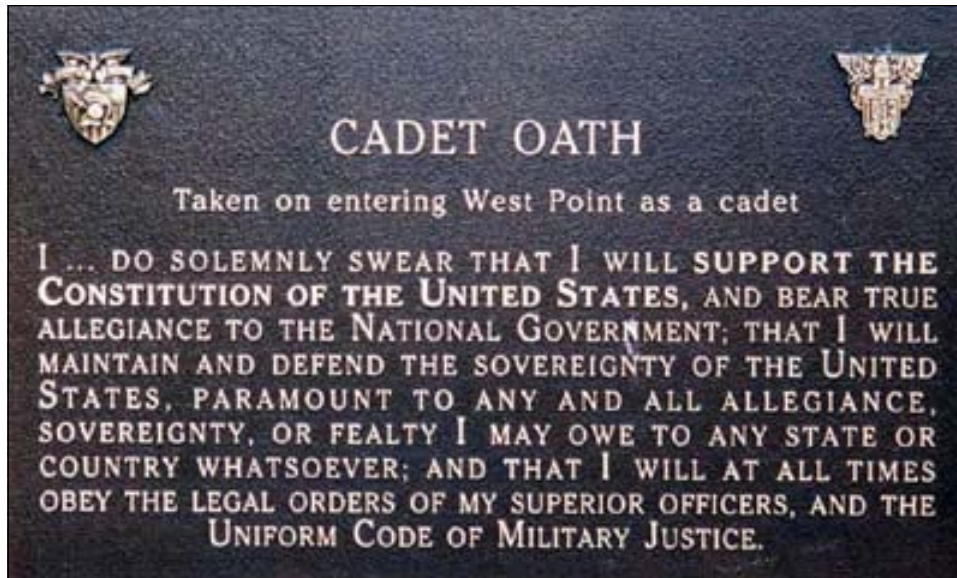 CADET OATH
Taken on entering West Point as a cadet
I ... DO SOLEMNLY SWEAR THAT I WILL SUPPORT THE
CONSTITUTION OF THE UNITED STATES, AND BEAR TRUE
ALLEGIANCE TO THE NATIONAL GOVERNMENT; THAT I WILL
MAINTAIN AND DEFEND THE SOVEREIGNTY OF THE UNITED
STATES, PARAMOUNT TO ANY AND ALL ALLEGIANCE,
SOVEREIGNTY, OR FEALTY I MAY OWE TO ANY STATE OR
COUNTRY WHATSOEVER; AND THAT I WILL AT ALL TIMES
OBEY THE LEGAL ORDERS OF MY SUPERIOR OFFICERS, AND THE
UNIFORM CODE OF MILITARY JUSTICE.